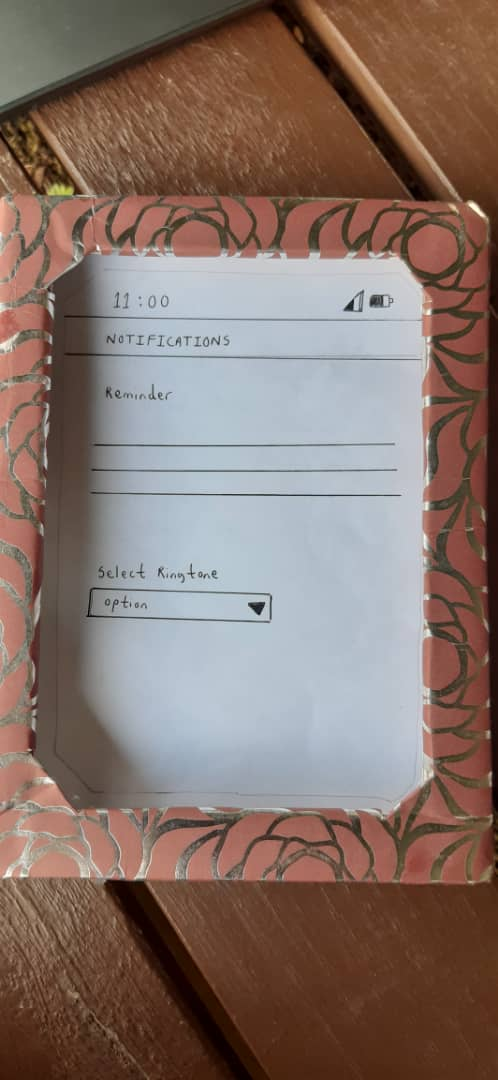 11:00
NOTIFICATIONS
Reminder
Select Ringtone
option